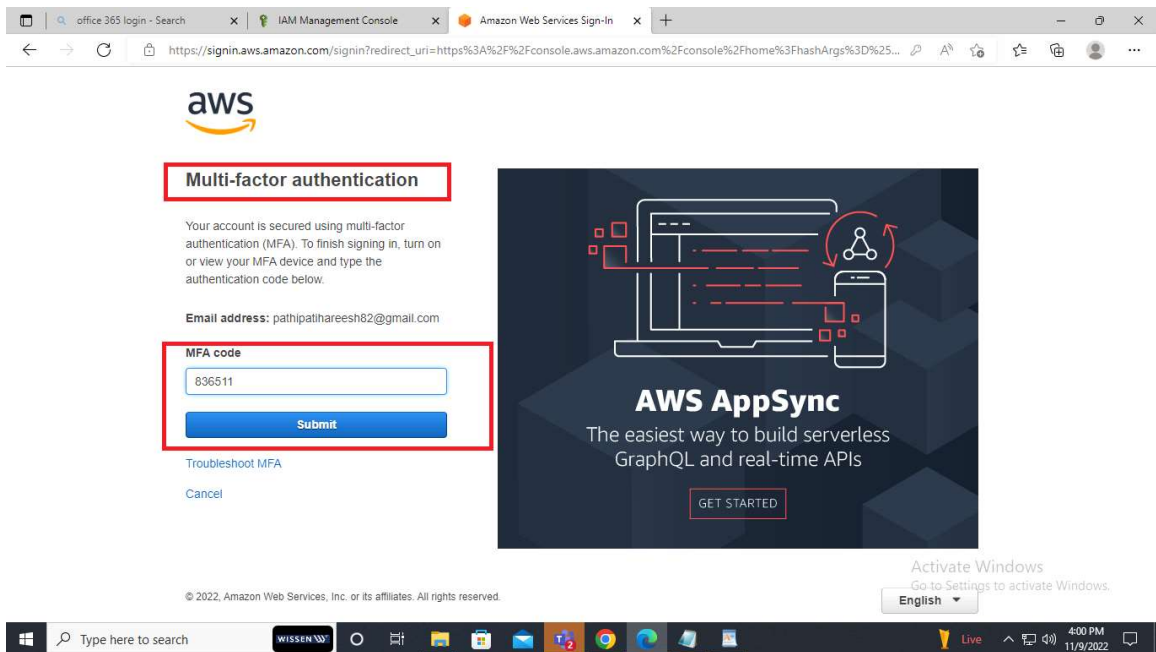 office 365 login - Search
IAM Management Console
Amazon Web Services Sign-In
https://signin.aws.amazon.com/signin?redirect_uri=https%3A%2F%2Fconsole.aws.amazon.com%2Fconsole%2Fhome%3FhashArgs%3D%25...
aws
Multi-factor authentication
Your account is secured using multi-factor
authentication (MFA). To finish signing in, turn on
or view your MFA device and type the
authentication code below.
Email address: pathipatihareesh82@gmail.com
MFA code
836511
Submit
Troubleshoot MFA
Cancel
AWS AppSync
The easiest way to build serverless
GraphQL and real-time APIs
GET STARTED
Activate Windows
Go to Settings to activate Windows.
© 2022, Amazon Web Services, Inc. or its affiliates. All rights reserved.
English
Type here to search
WISSEN
2
Live
4:00 PM
11/9/2022